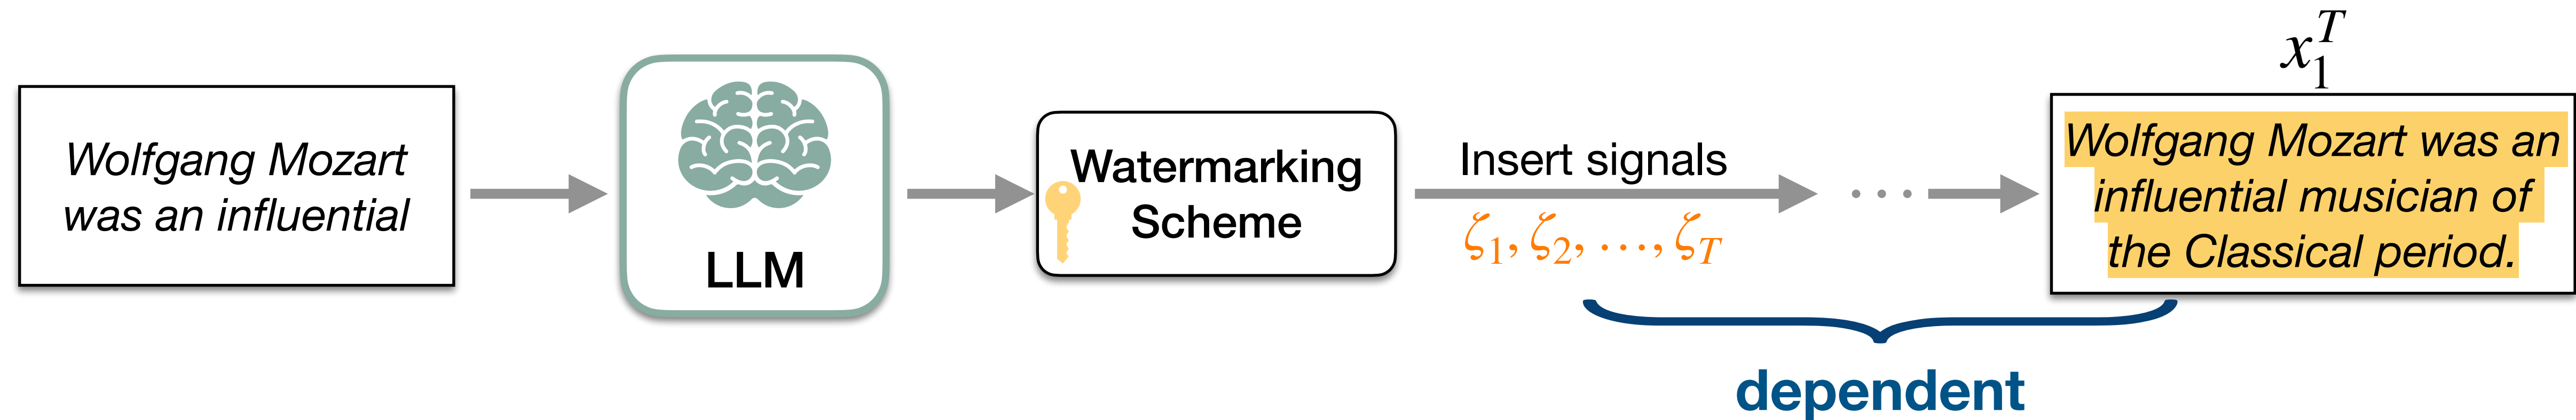 Wolfgang Mozart
was an influential
LLM
Watermarking
Scheme
Insert signals
ζ₁, ζ₂, …, ζ_T
x₁ᵀ
Wolfgang Mozart was an
influential musician of
the Classical period.
dependent